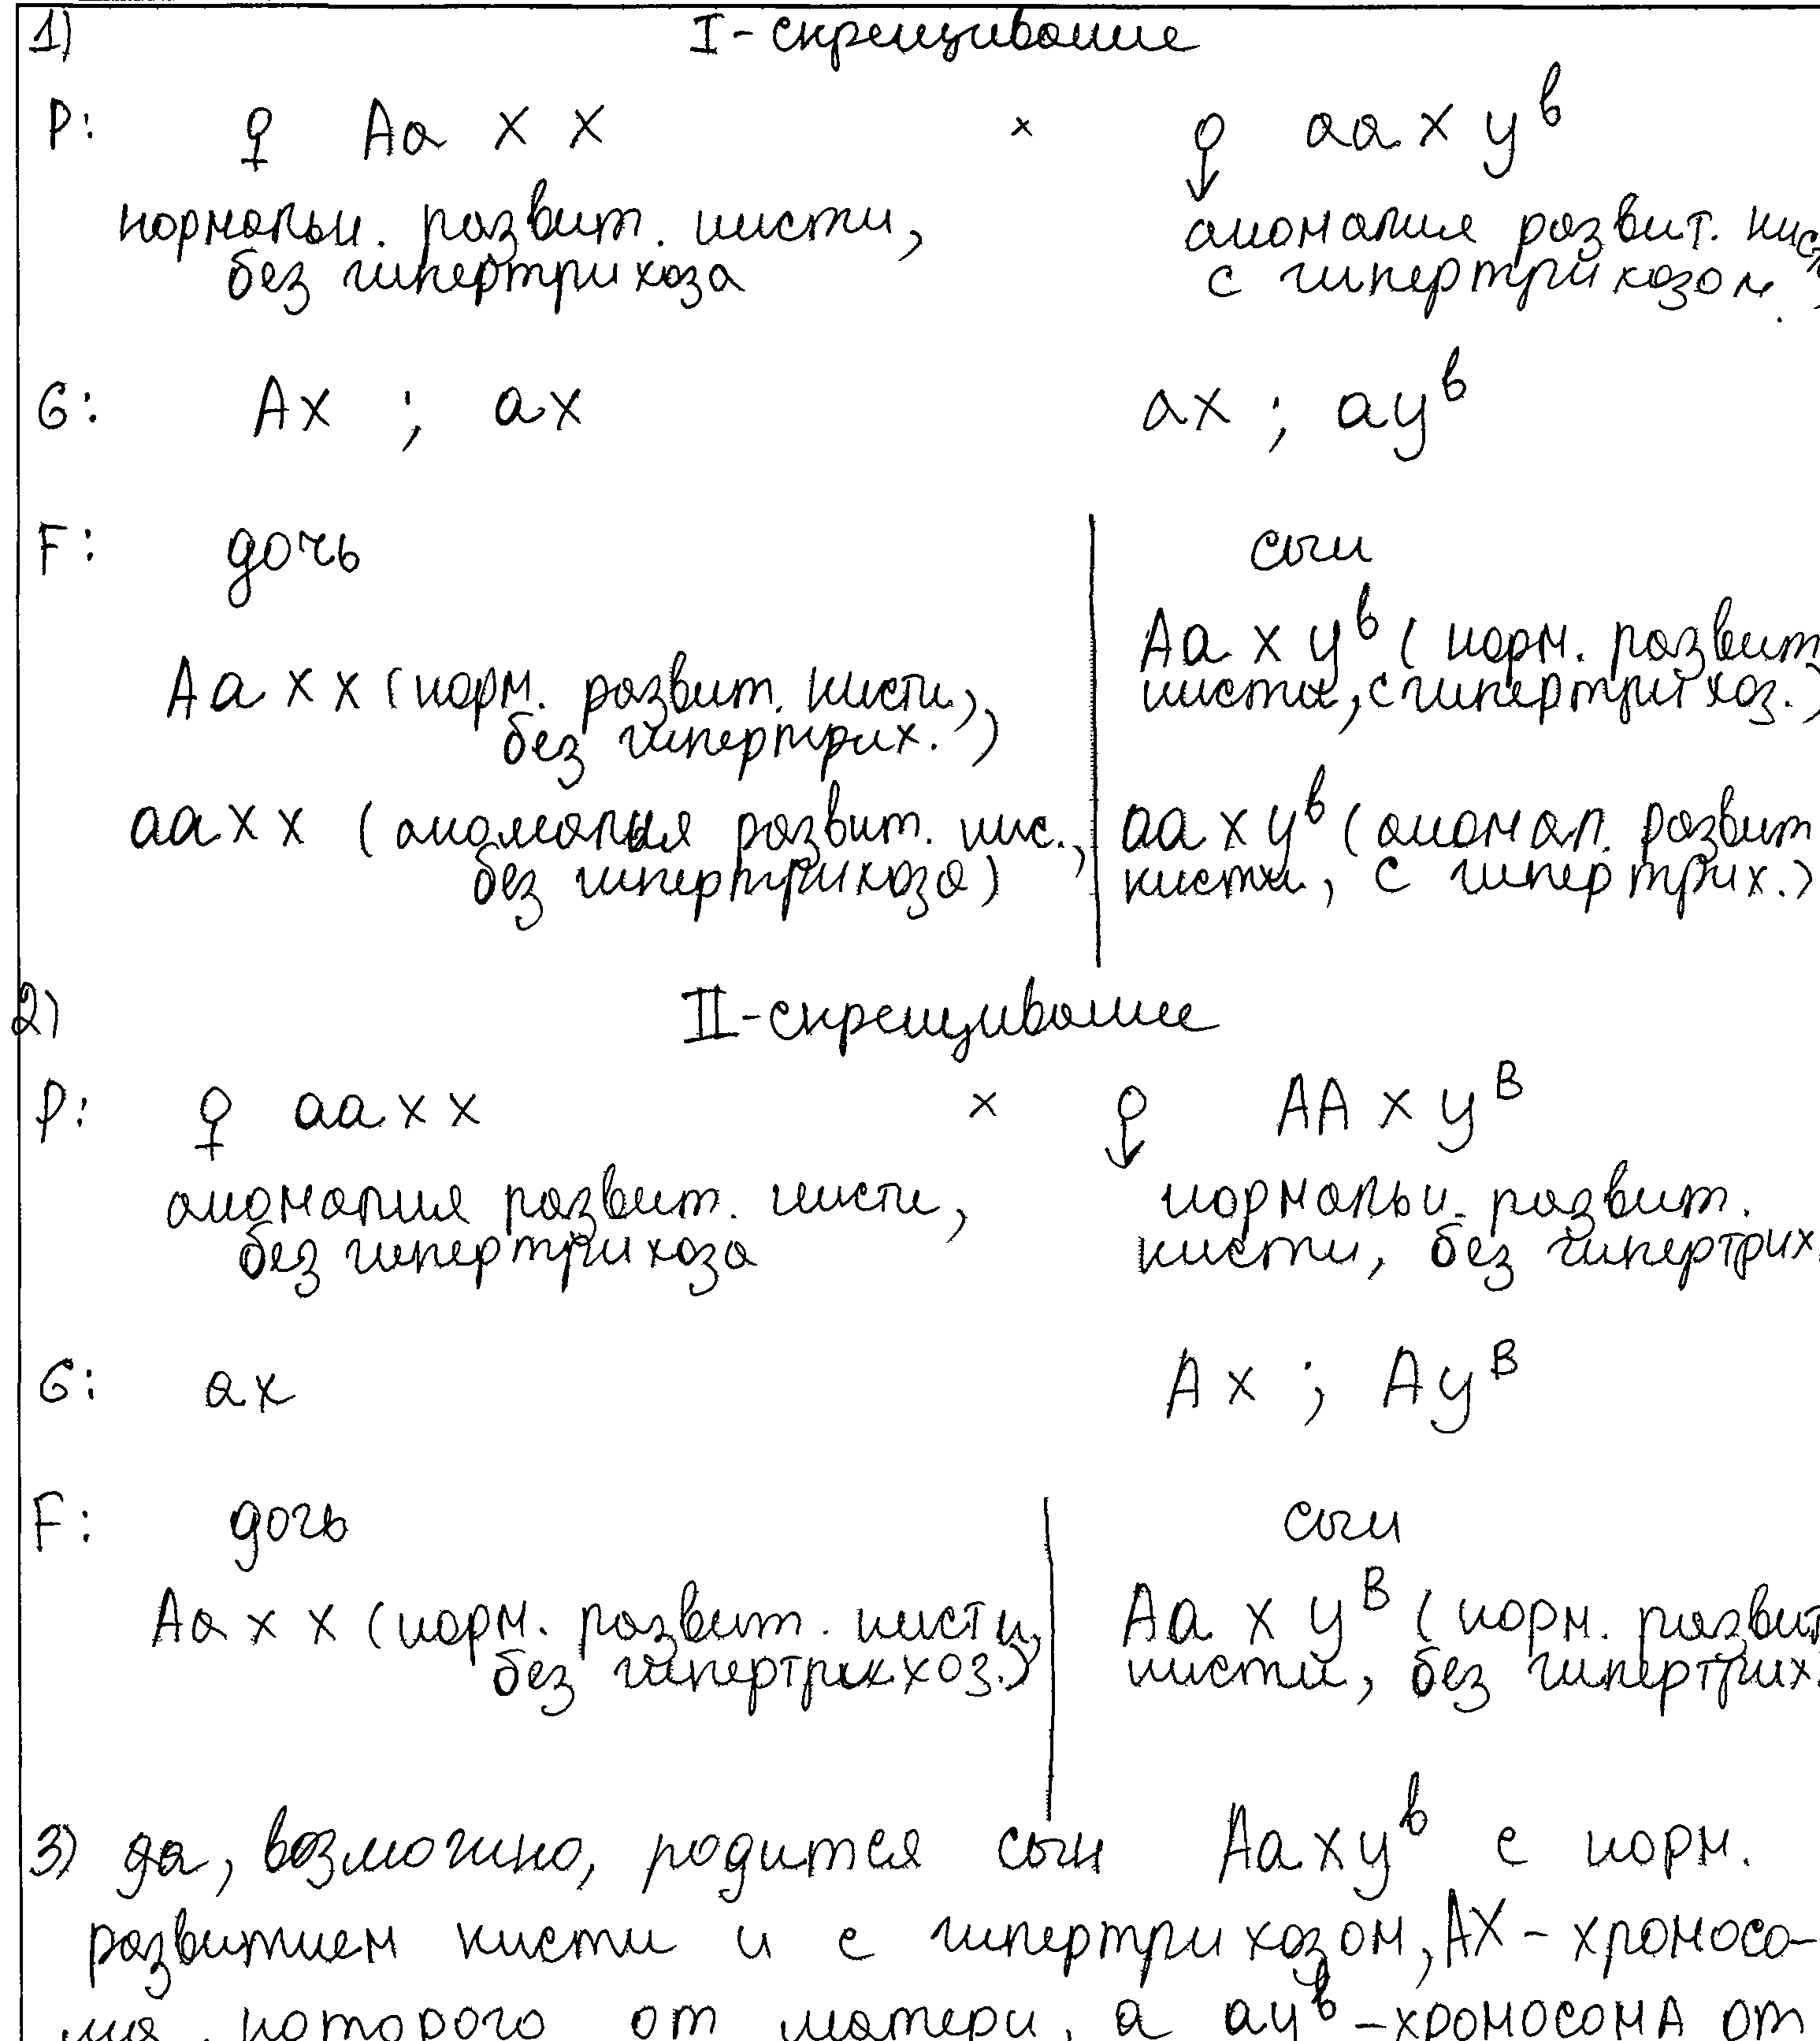 1) I - скрещивание
P: ♀ Aa X X × ♂ aa X y^b
нормальн. развит. кисти, аномалия развит. кист
без гипертрихоза с гипертрихозом.
G: AX ; aX aX ; ay^b
F: дочь сын
Aa X y^b ( норм. развит
Aa X X (норм. развит. кисти, кисти, с гипертрихоз.)
без гипертрих.)
aa X X (аномалия развит. кис., aa X y^b (аномал. развит
без гипертрихоза) кисти, с гипертрих.)
2) II - скрещивание
P: ♀ aa x x × ♂ AA x y^B
аномалия развит. кисти, нормальн. развит.
без гипертрихоза кисти, без гипертрих.
G: ax Ax ; Ay^B
F: дочь сын
Aa x x (норм. развит. кисти, Aa x y^B ( норм. развит
без гипертрихоз.) кисти, без гипертрих.
3) да, возможно, родится сын Aa x y^b с норм.
развитием кисти и с гипертрихозом, AX - хромосо-
мя, которого от матери, а ay^b - хромосома от